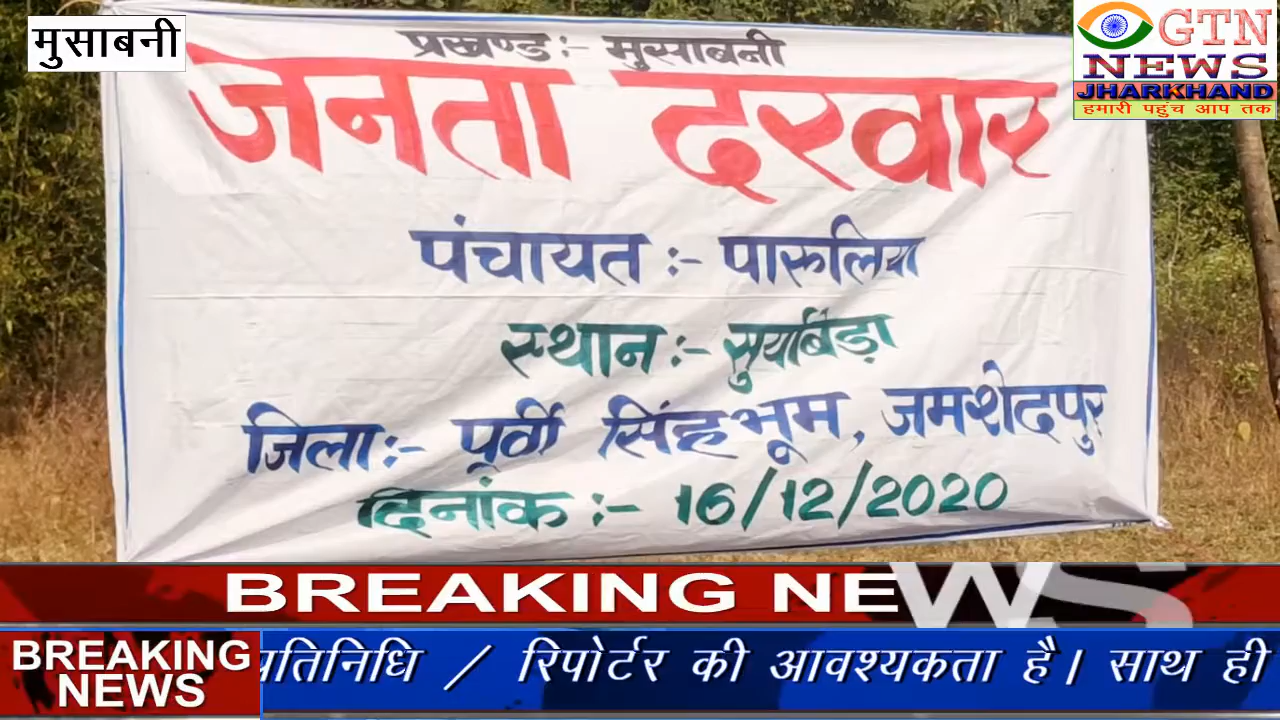 मुसाबनी
GTN
NEWS
JHARKHAND
हमारी पहुंच आप तक
प्रखण्ड:- मुसाबनी
जनता दरवार
पंचायत :- पारुलिया
स्थान :- सुर्याबेड़ा
जिला:- पूर्वी सिंहभूम, जमशेदपुर
दिनांक :- 16/12/2020
BREAKING NEWS
BREAKING
NEWS
प्रतिनिधि / रिपोर्टर की आवश्यकता है। साथ ही